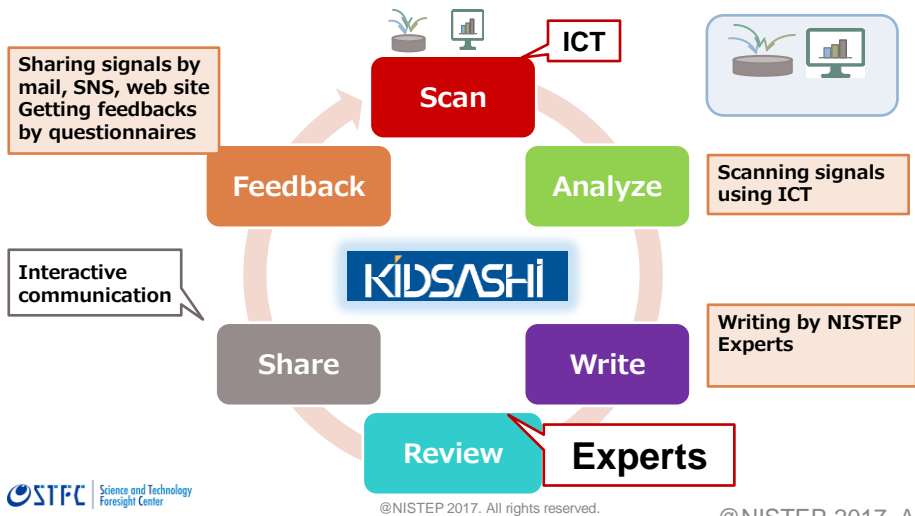 ICT
Sharing signals by
mail, SNS, web site
Getting feedbacks
by questionnaires
Scan
Feedback
Analyze
Scanning signals
using ICT
Interactive
communication
KiDSASHi
Writing by NISTEP
Experts
Share
Write
Review
Experts
STFC Science and Technology
Foresight Center
@NISTEP 2017. All rights reserved.
@NISTEP 2017. A